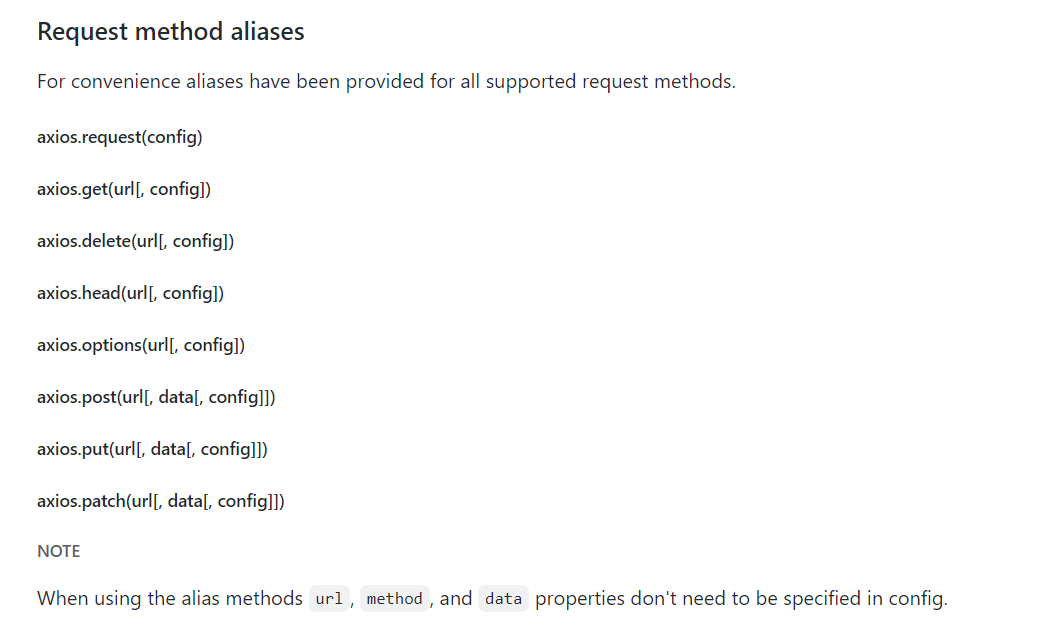 Request method aliases
For convenience aliases have been provided for all supported request methods.
axios.request(config)
axios.get(url[, config])
axios.delete(url[, config])
axios.head(url[, config])
axios.options(url[, config])
axios.post(url[, data[, config]])
axios.put(url[, data[, config]])
axios.patch(url[, data[, config]])
NOTE
When using the alias methods url, method, and data properties don't need to be specified in config.